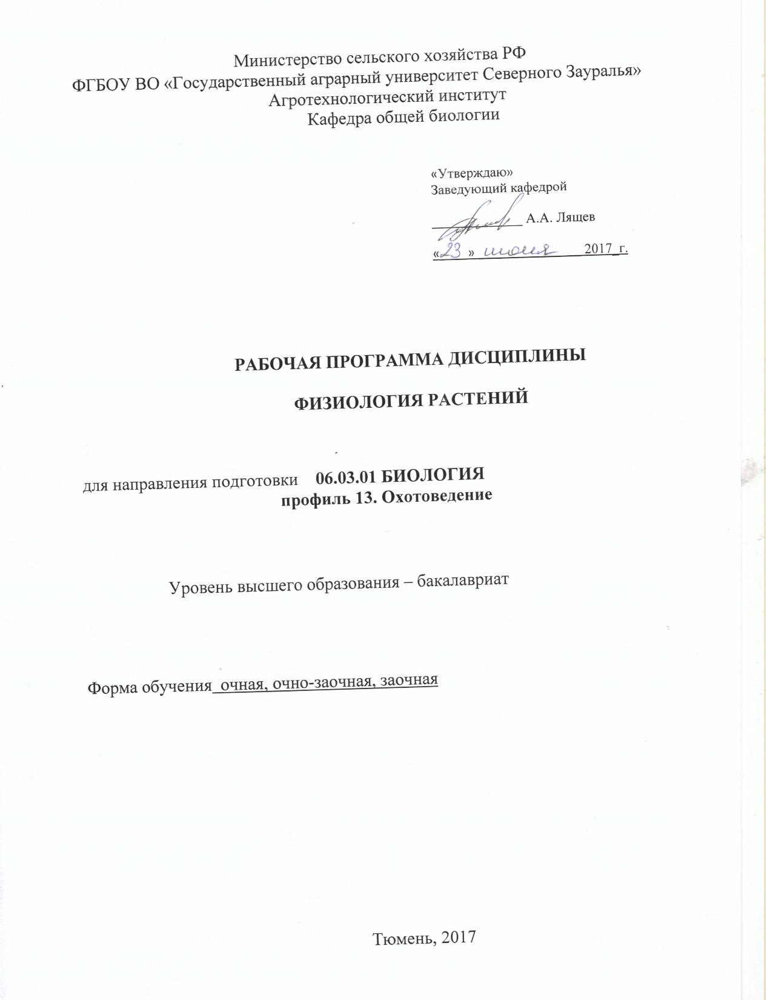 Министерство сельского хозяйства РФ
ФГБОУ ВО «Государственный аграрный университет Северного Зауралья»
Агротехнологический институт
Кафедра общей биологии
«Утверждаю»
Заведующий кафедрой
А.А. Лящев
«23» июня 2017_г.
РАБОЧАЯ ПРОГРАММА ДИСЦИПЛИНЫ
ФИЗИОЛОГИЯ РАСТЕНИЙ
для направления подготовки 06.03.01 БИОЛОГИЯ
профиль 13. Охотоведение
Уровень высшего образования – бакалавриат
Форма обучения очная, очно-заочная, заочная
Тюмень, 2017